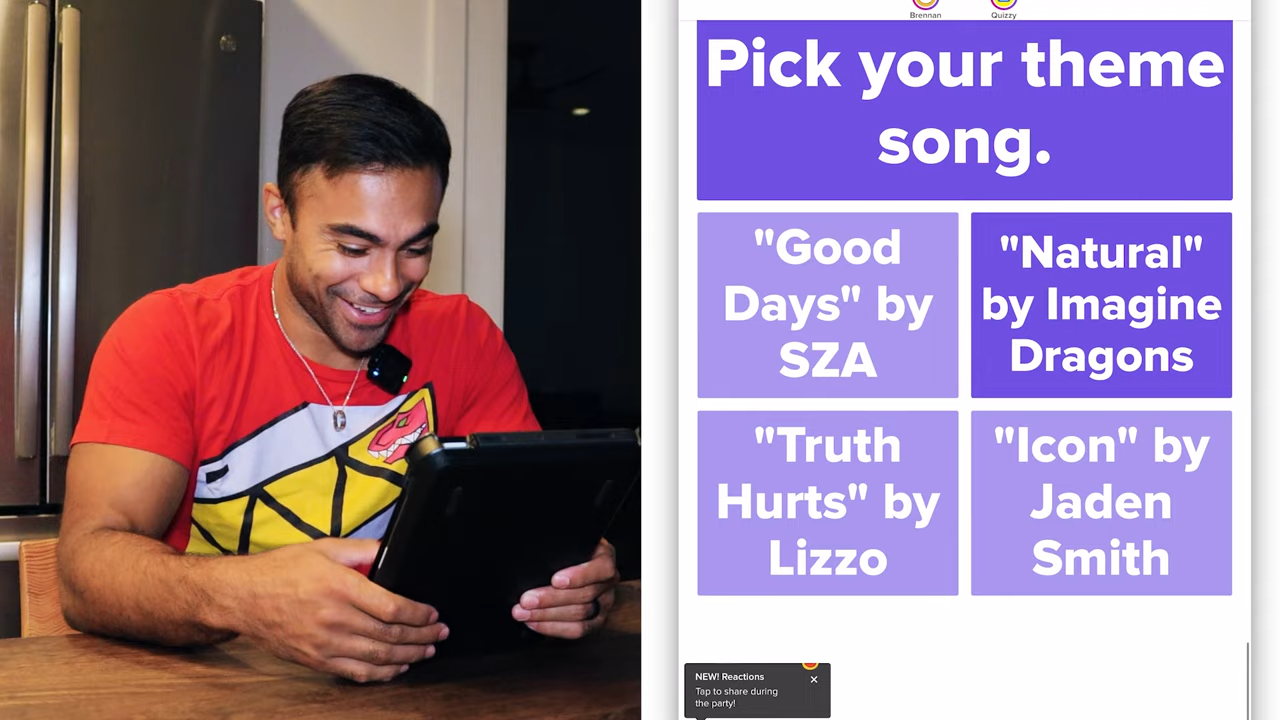 Brennan
Quizzy
Pick your theme
song.
"Good
Days" by
SZA
"Natural"
by Imagine
Dragons
"Truth
Hurts" by
Lizzo
"Icon" by
Jaden
Smith
NEW! Reactions
Tap to share during
the party!